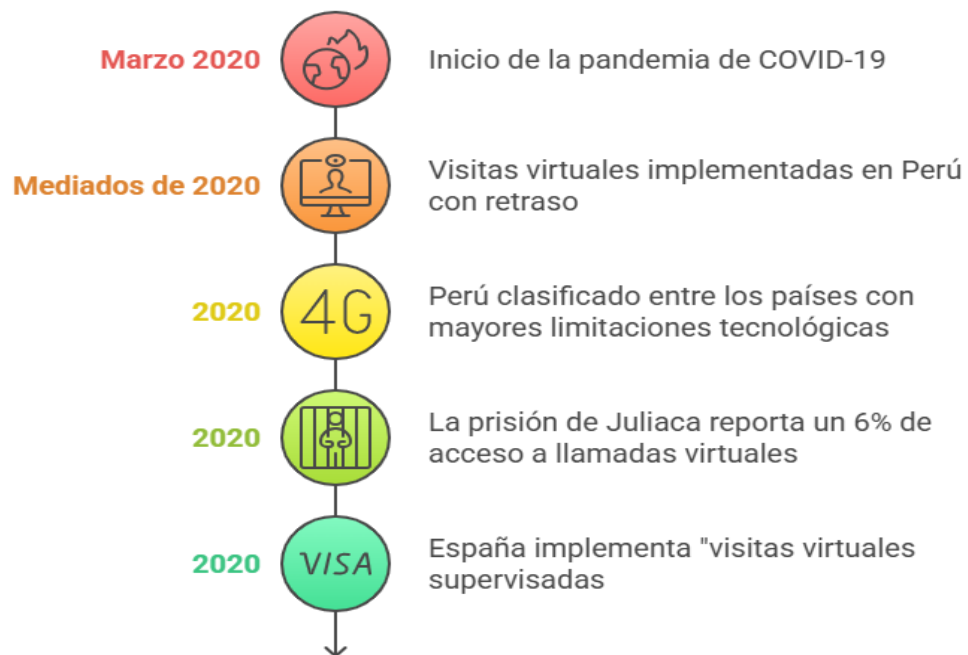 Marzo 2020
Inicio de la pandemia de COVID-19
Mediados de 2020
Visitas virtuales implementadas en Perú
con retraso
2020
4G
Perú clasificado entre los países con
mayores limitaciones tecnológicas
2020
La prisión de Juliaca reporta un 6% de
acceso a llamadas virtuales
2020
VISA
España implementa "visitas virtuales
supervisadas